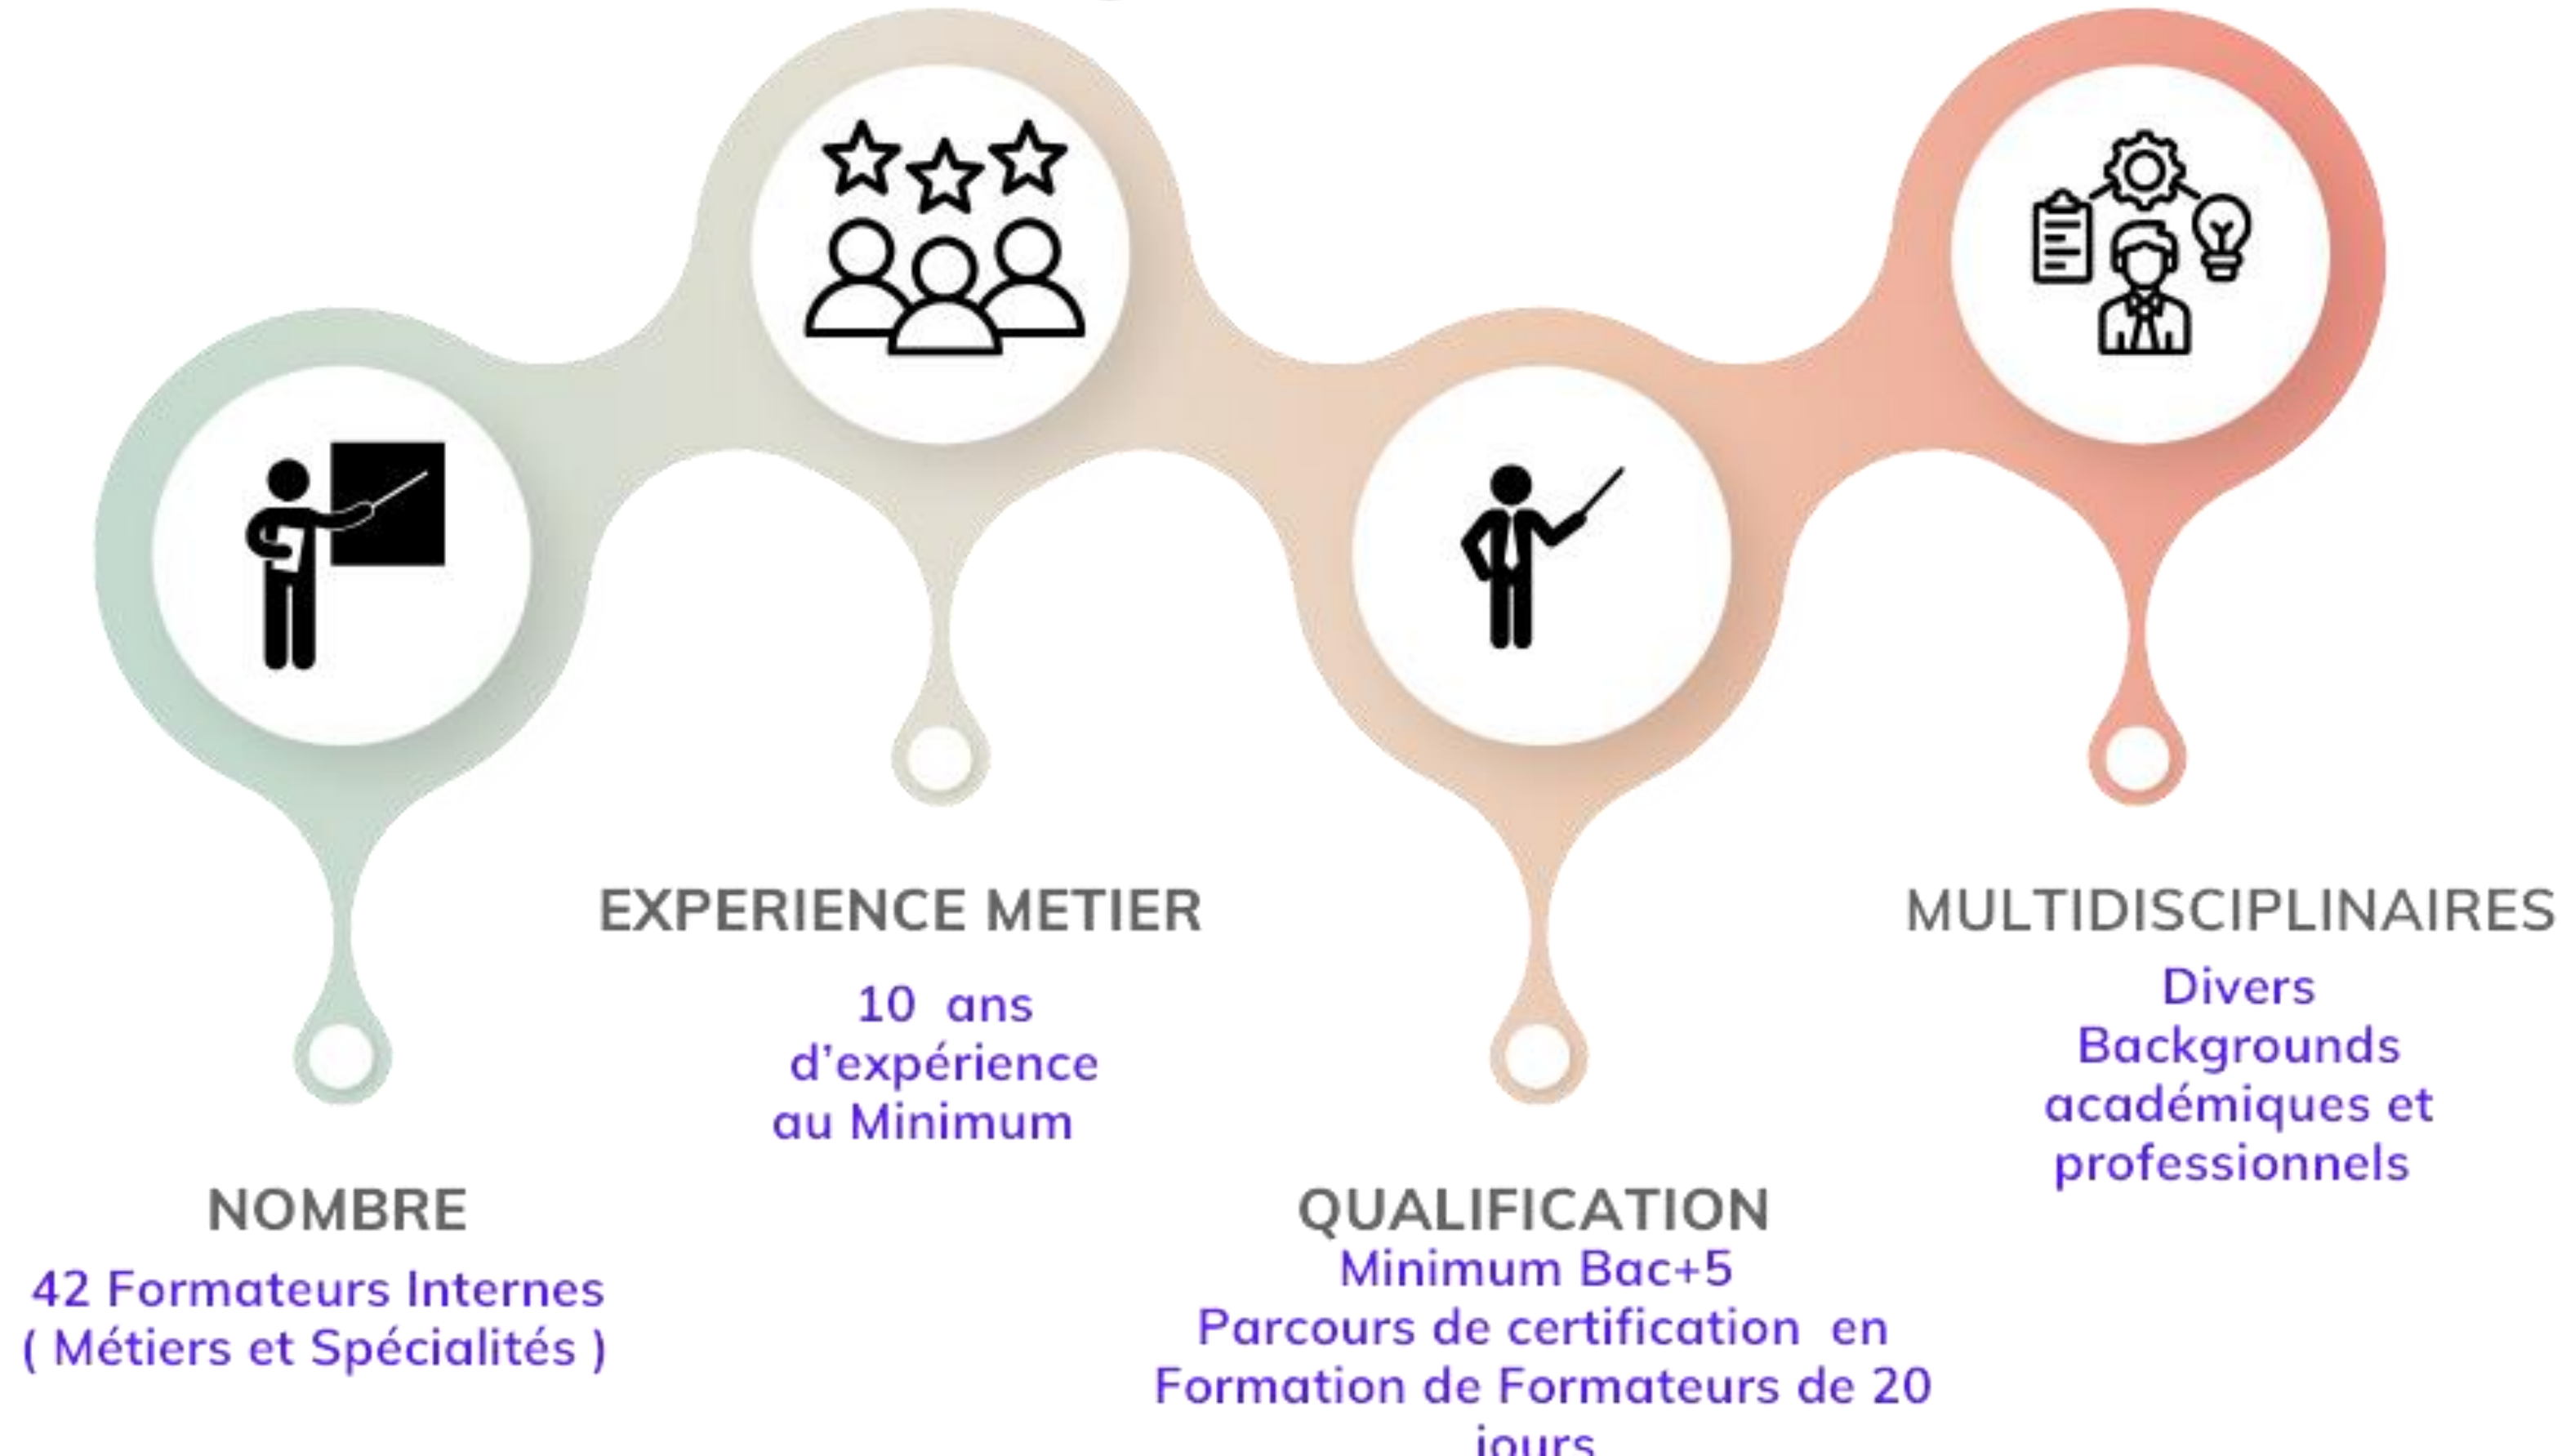 NOMBRE
42 Formateurs Internes
( Métiers et Spécialités )
EXPERIENCE METIER
10 ans
d’expérience
au Minimum
QUALIFICATION
Minimum Bac+5
Parcours de certification en
Formation de Formateurs de 20
jours
MULTIDISCIPLINAIRES
Divers
Backgrounds
académiques et
professionnels